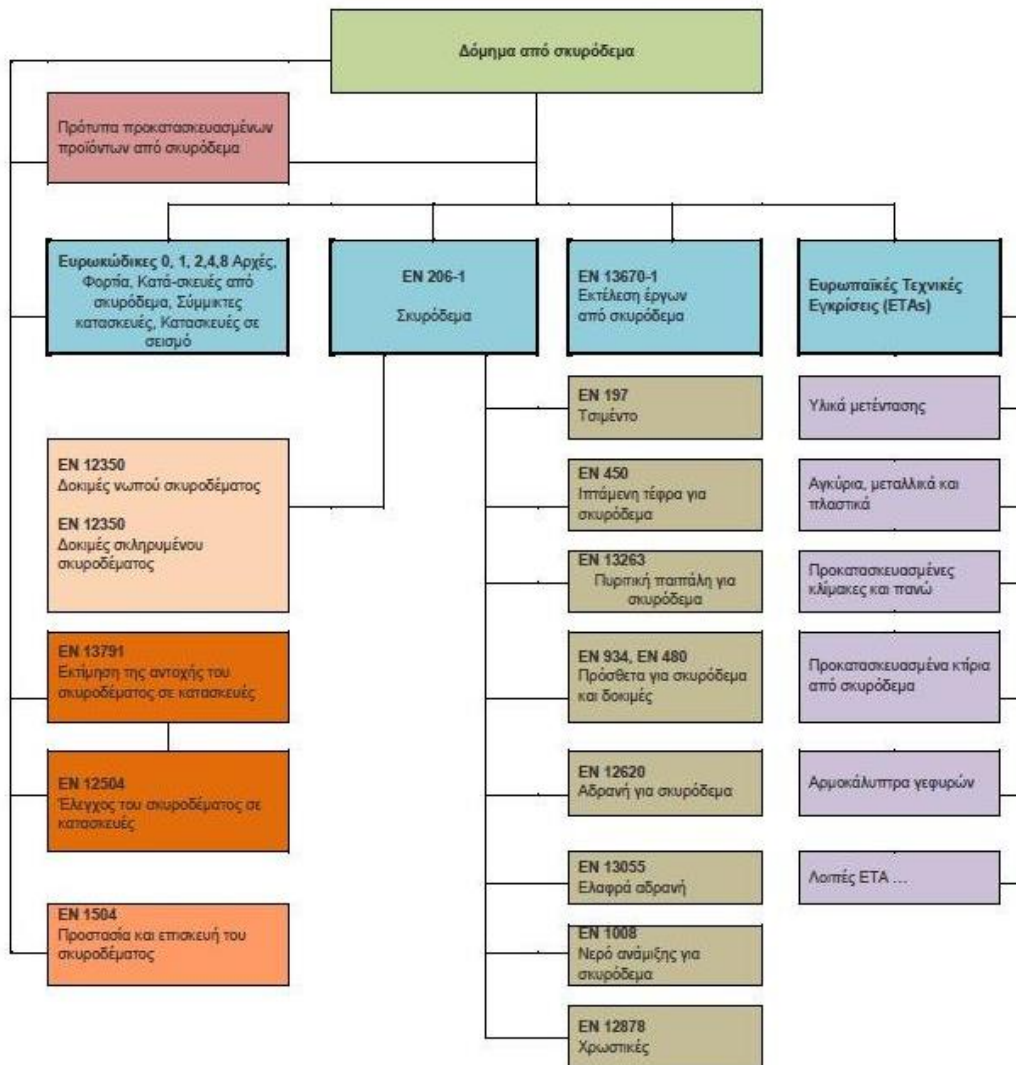 Δόμημα από σκυρόδεμα
Πρότυπα προκατασκευασμένων
προϊόντων από σκυρόδεμα
Ευρωκώδικες 0, 1, 2,4,8 Αρχές,
Φορτία, Κατά-σκευές από
σκυρόδεμα, Σύμμικτες
κατασκευές, Κατασκευές σε
σεισμό
EN 206-1
Σκυρόδεμα
EN 13670-1
Εκτέλεση έργων
από σκυρόδεμα
Ευρωπαϊκές Τεχνικές
Εγκρίσεις (ETAs)
EN 12350
Δοκιμές νωπού σκυροδέματος
EN 12350
Δοκιμές σκληρυμένου
σκυροδέματος
EN 13791
Εκτίμηση της αντοχής του
σκυροδέματος σε κατασκευές
EN 12504
Έλεγχος του σκυροδέματος σε
κατασκευές
EN 1504
Προστασία και επισκευή του
σκυροδέματος
EN 197
Τσιμέντο
EN 450
Ιπτάμενη τέφρα για
σκυρόδεμα
EN 13263
Πυριτική παιπάλη για
σκυρόδεμα
EN 934, EN 480
Πρόσθετα για σκυρόδεμα
και δοκιμές
EN 12620
Αδρανή για σκυρόδεμα
EN 13055
Ελαφρά αδρανή
EN 1008
Νερό ανάμιξης για
σκυρόδεμα
EN 12878
Χρωστικές
Υλικά μετέντασης
Αγκύρια, μεταλλικά και
πλαστικά
Προκατασκευασμένες
κλίμακες και πανώ
Προκατασκευασμένα κτίρια
από σκυρόδεμα
Αρμοκάλυπτρα γεφυρών
Λοιπές ETA ...